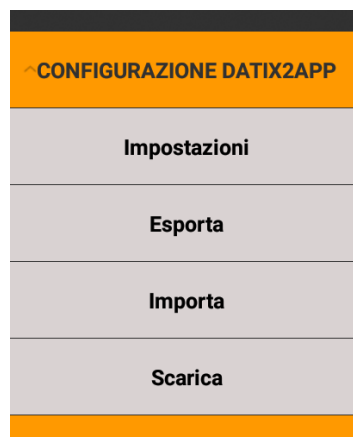 CONFIGURAZIONE DATIX2APP
Impostazioni
Esporta
Importa
Scarica